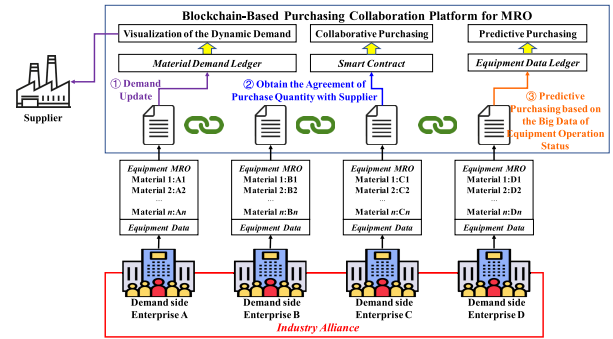 Blockchain-Based Purchasing Collaboration Platform for MRO
Visualization of the Dynamic Demand
Collaborative Purchasing
Predictive Purchasing
Material Demand Ledger
Smart Contract
Equipment Data Ledger
① Demand
Update
② Obtain the Agreement of
Purchase Quantity with Supplier
③ Predictive
Purchasing based on
the Big Data of
Equipment Operation
Status
Supplier
Equipment MRO
Material 1:A1
Material 2:A2
...
Material n:An
Equipment Data
Equipment MRO
Material 1:B1
Material 2:B2
...
Material n:Bn
Equipment Data
Equipment MRO
Material 1:C1
Material 2:C2
...
Material n:Cn
Equipment Data
Equipment MRO
Material 1:D1
Material 2:D2
...
Material n:Dn
Equipment Data
Demand side
Enterprise A
Demand side
Enterprise B
Demand side
Enterprise C
Demand side
Enterprise D
Industry Alliance